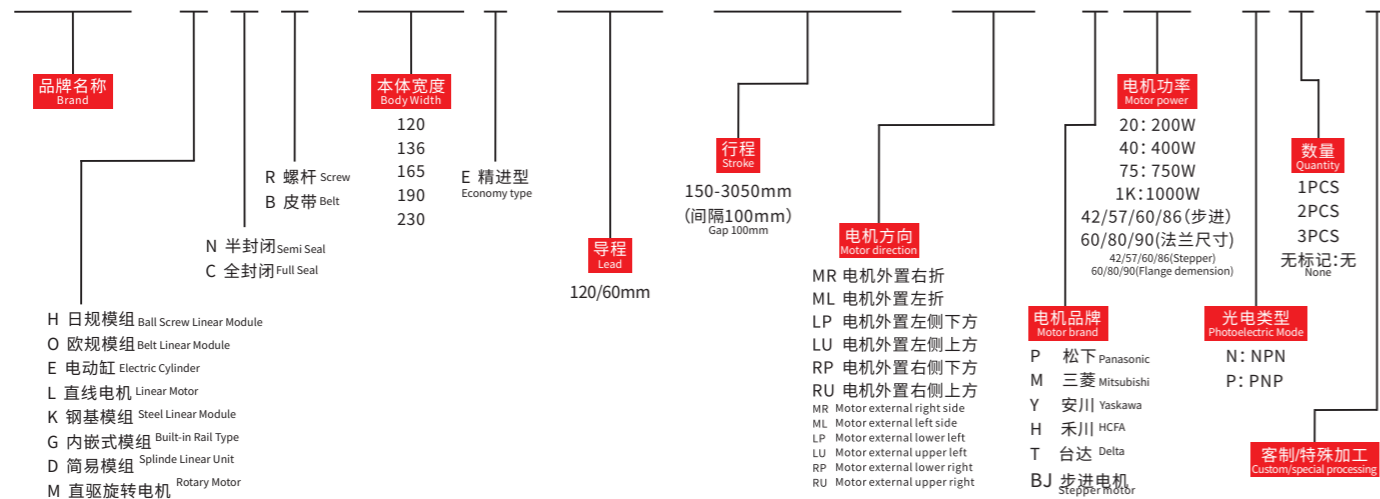 品牌名称
Brand
H 日规模组 Ball Screw Linear Module
O 欧规模组 Belt Linear Module
E 电动缸 Electric Cylinder
L 直线电机 Linear Motor
K 钢基模组 Steel Linear Module
G 内嵌式模组 Built-in Rail Type
D 简易模组 Splinde Linear Unit
M 直驱旋转电机 Rotary Motor
N 半封闭 Semi Seal
C 全封闭 Full Seal
R 螺杆 Screw
B 皮带 Belt
本体宽度
Body Width
120
136
165
190
230
E 精进型
Economy type
导程
Lead
120/60mm
行程
Stroke
150-3050mm
(间隔100mm)
Gap 100mm
电机方向
Motor direction
MR 电机外置右折
ML 电机外置左折
LP 电机外置左侧下方
LU 电机外置左侧上方
RP 电机外置右侧下方
RU 电机外置右侧上方
MR Motor external right side
ML Motor external left side
LP Motor external lower left
LU Motor external upper left
RP Motor external lower right
RU Motor external upper right
电机品牌
Motor brand
P 松下 Panasonic
M 三菱 Mitsubishi
Y 安川 Yaskawa
H 禾川 HCFA
T 台达 Delta
BJ 步进电机
Stepper motor
电机功率
Motor power
20：200W
40：400W
75：750W
1K：1000W
42/57/60/86(步进)
60/80/90(法兰尺寸)
42/57/60/86(Stepper)
60/80/90(Flange demension)
光电类型
Photoelectric Mode
N：NPN
P：PNP
数量
Quantity
1PCS
2PCS
3PCS
无标记：无
None
客制/特殊加工
Custom/special processing